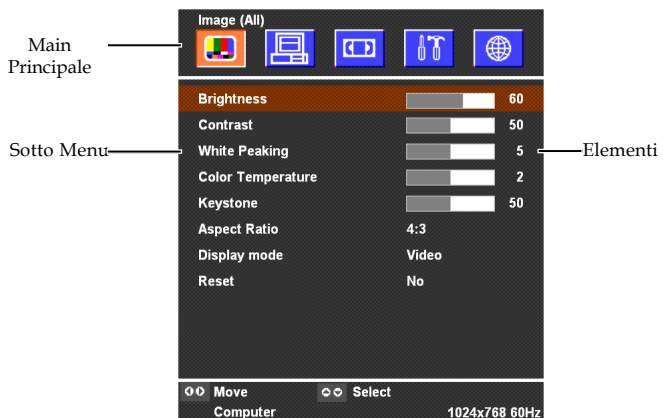 Image (All)
Main
Principale
Brightness 60
Contrast 50
Sotto Menu
White Peaking 5
Elementi
Color Temperature 2
Keystone 50
Aspect Ratio 4:3
Display mode Video
Reset No
Move Select
Computer 1024x768 60Hz